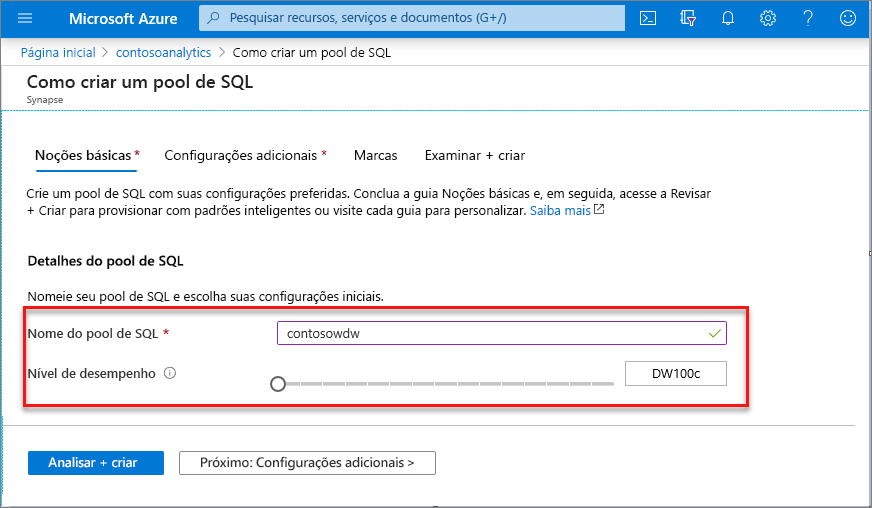 Microsoft Azure
Pesquisar recursos, serviços e documentos (G+/)
Página inicial > contosoanalytics > Como criar um pool de SQL
Como criar um pool de SQL
Synapse
Noções básicas * Configurações adicionais * Marcas Examinar + criar
Crie um pool de SQL com suas configurações preferidas. Conclua a guia Noções básicas e, em seguida, acesse a Revisar
+ Criar para provisionar com padrões inteligentes ou visite cada guia para personalizar. Saiba mais
Detalhes do pool de SQL
Nomeie seu pool de SQL e escolha suas configurações iniciais.
Nome do pool de SQL * contosowdw
Nível de desempenho DW100c
Analisar + criar Próximo: Configurações adicionais >